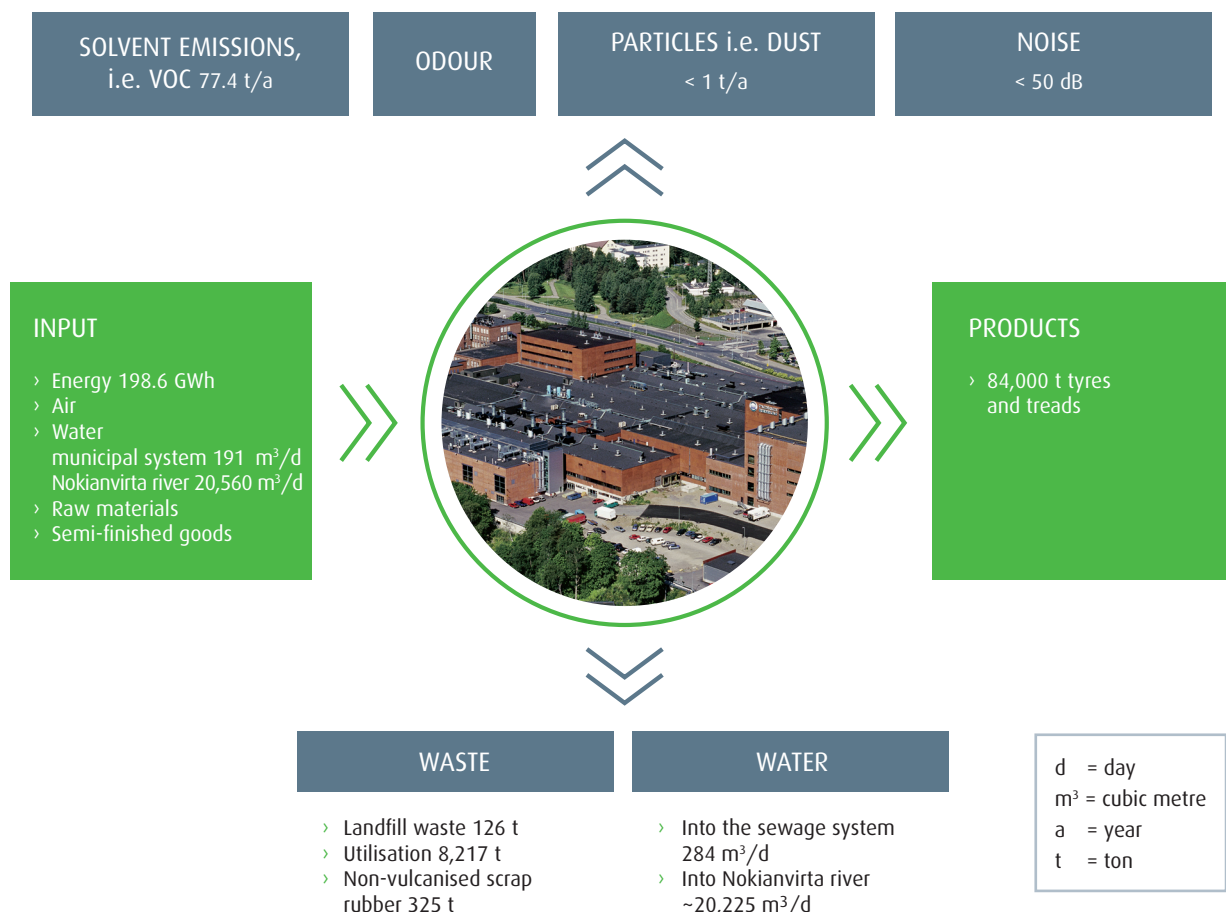 SOLVENT EMISSIONS,
i.e. VOC 77.4 t/a
ODOUR
PARTICLES i.e. DUST
< 1 t/a
NOISE
< 50 dB
INPUT
› Energy 198.6 GWh
› Air
› Water
municipal system 191 m³/d
Nokianvirta river 20,560 m³/d
› Raw materials
› Semi-finished goods
PRODUCTS
› 84,000 t tyres
and treads
WASTE
› Landfill waste 126 t
› Utilisation 8,217 t
› Non-vulcanised scrap
rubber 325 t
WATER
› Into the sewage system
284 m³/d
› Into Nokianvirta river
~20,225 m³/d
d = day
m³ = cubic metre
a = year
t = ton